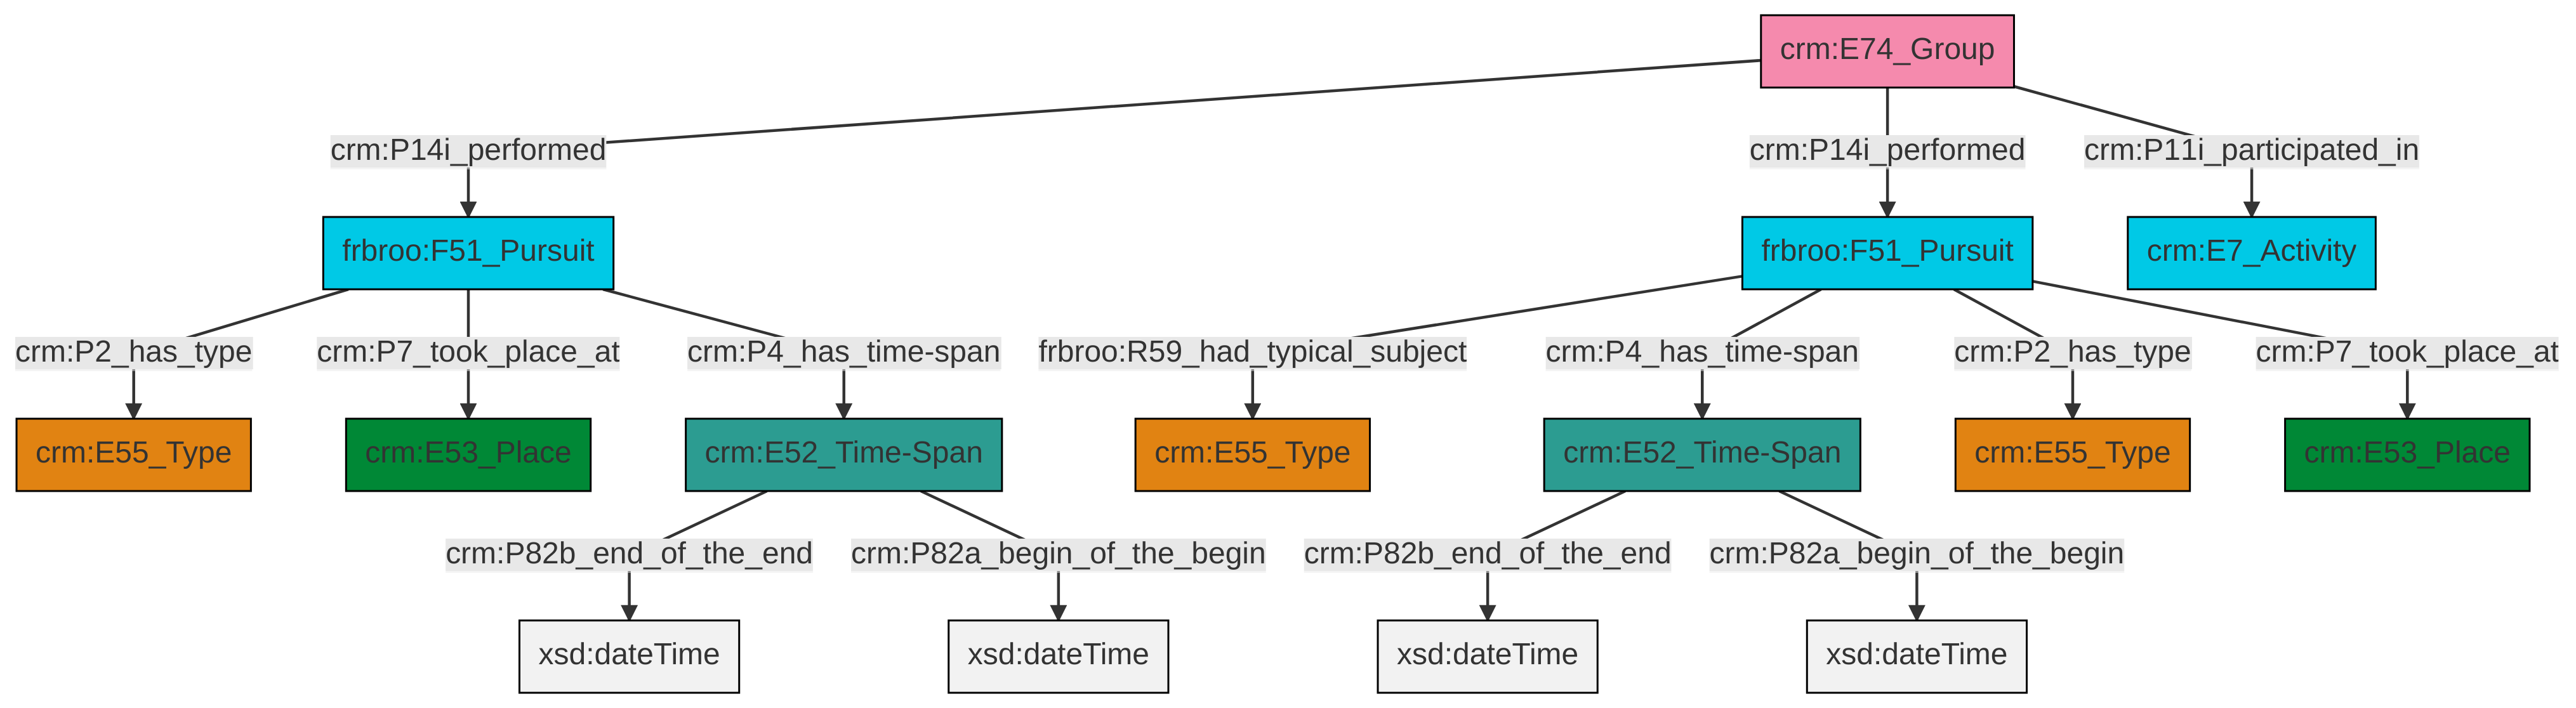 crm:E74_Group
crm:P14i_performed
crm:P14i_performed
crm:P11i_participated_in
frbroo:F51_Pursuit
frbroo:F51_Pursuit
crm:E7_Activity
crm:P2_has_type
crm:P7_took_place_at
crm:P4_has_time-span
frbroo:R59_had_typical_subject
crm:P4_has_time-span
crm:P2_has_type
crm:P7_took_place_at
crm:E55_Type
crm:E53_Place
crm:E52_Time-Span
crm:E55_Type
crm:E52_Time-Span
crm:E55_Type
crm:E53_Place
crm:P82b_end_of_the_end
crm:P82a_begin_of_the_begin
crm:P82b_end_of_the_end
crm:P82a_begin_of_the_begin
xsd:dateTime
xsd:dateTime
xsd:dateTime
xsd:dateTime